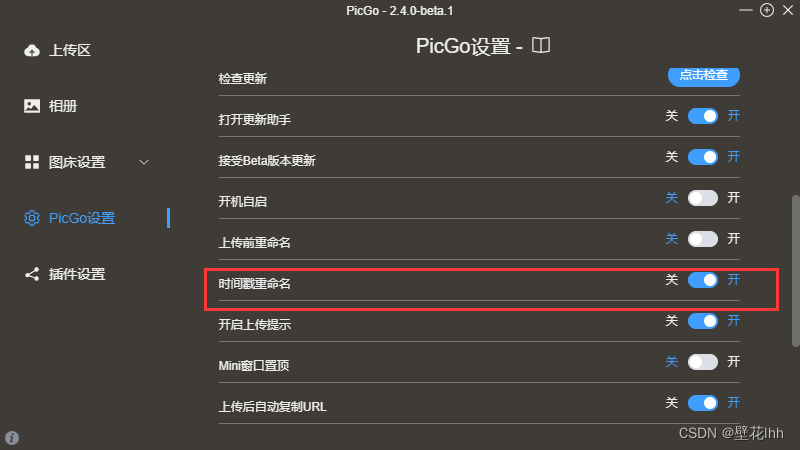 PicGo - 2.4.0-beta.1
上传区
相册
图床设置
PicGo设置
插件设置
PicGo设置 -
检查更新 点击检查
打开更新助手 关 开
接受Beta版本更新 关 开
开机自启 关 开
上传前重命名 关 开
时间戳重命名 关 开
开启上传提示 关 开
Mini窗口置顶 关 开
上传后自动复制URL 关 开
CSDN @壁花lhh